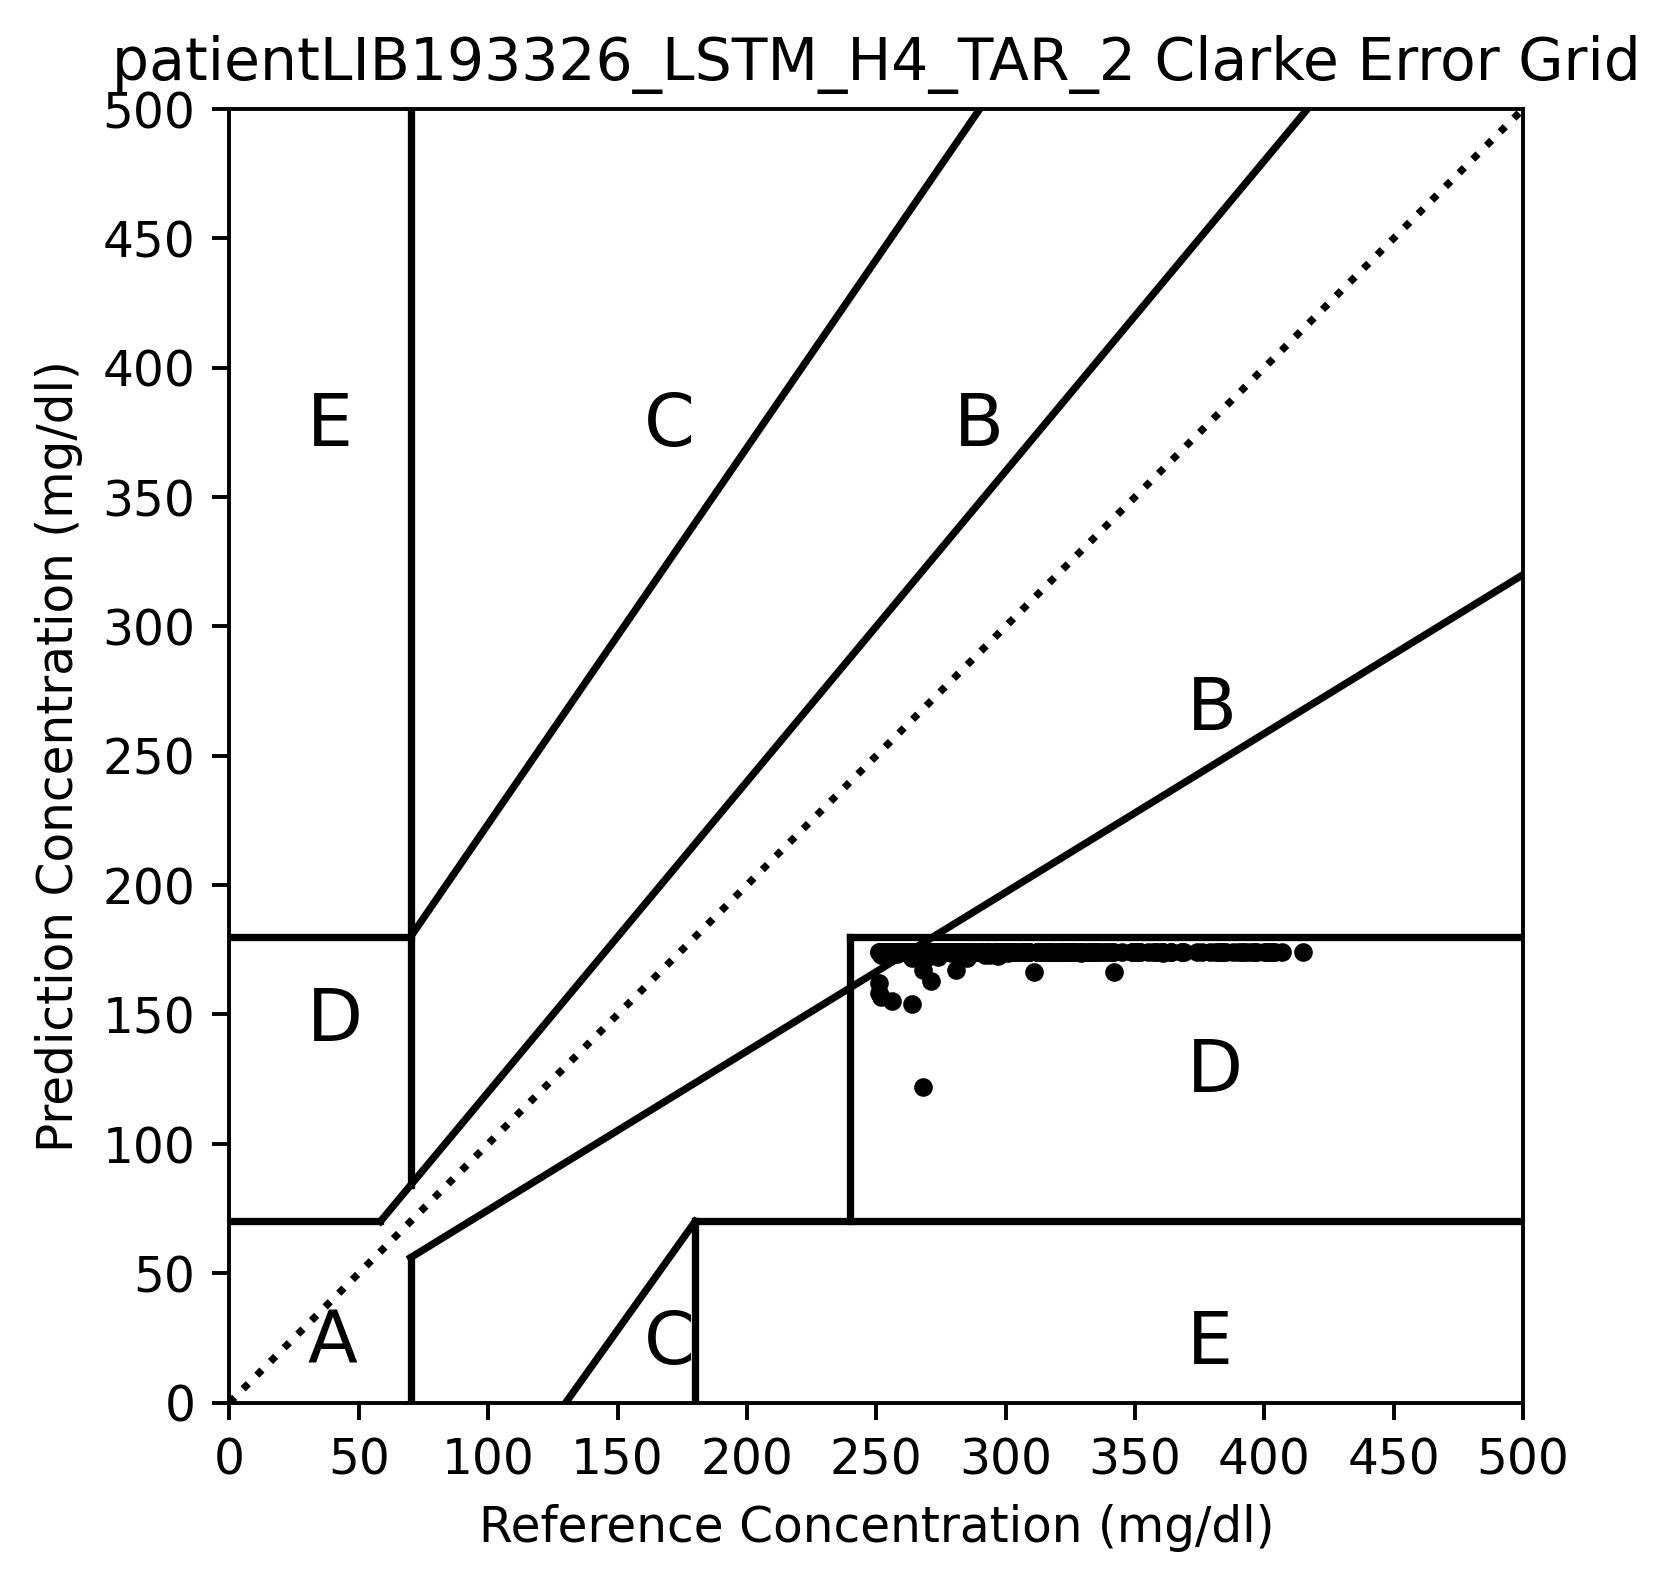 patientLIB193326_LSTM_H4_TAR_2 Clarke Error Grid
500
450
400
350
300
250
200
150
100
50
0
Prediction Concentration (mg/dl)
E
C
B
B
D
D
A
C
E
0 50 100 150 200 250 300 350 400 450 500
Reference Concentration (mg/dl)